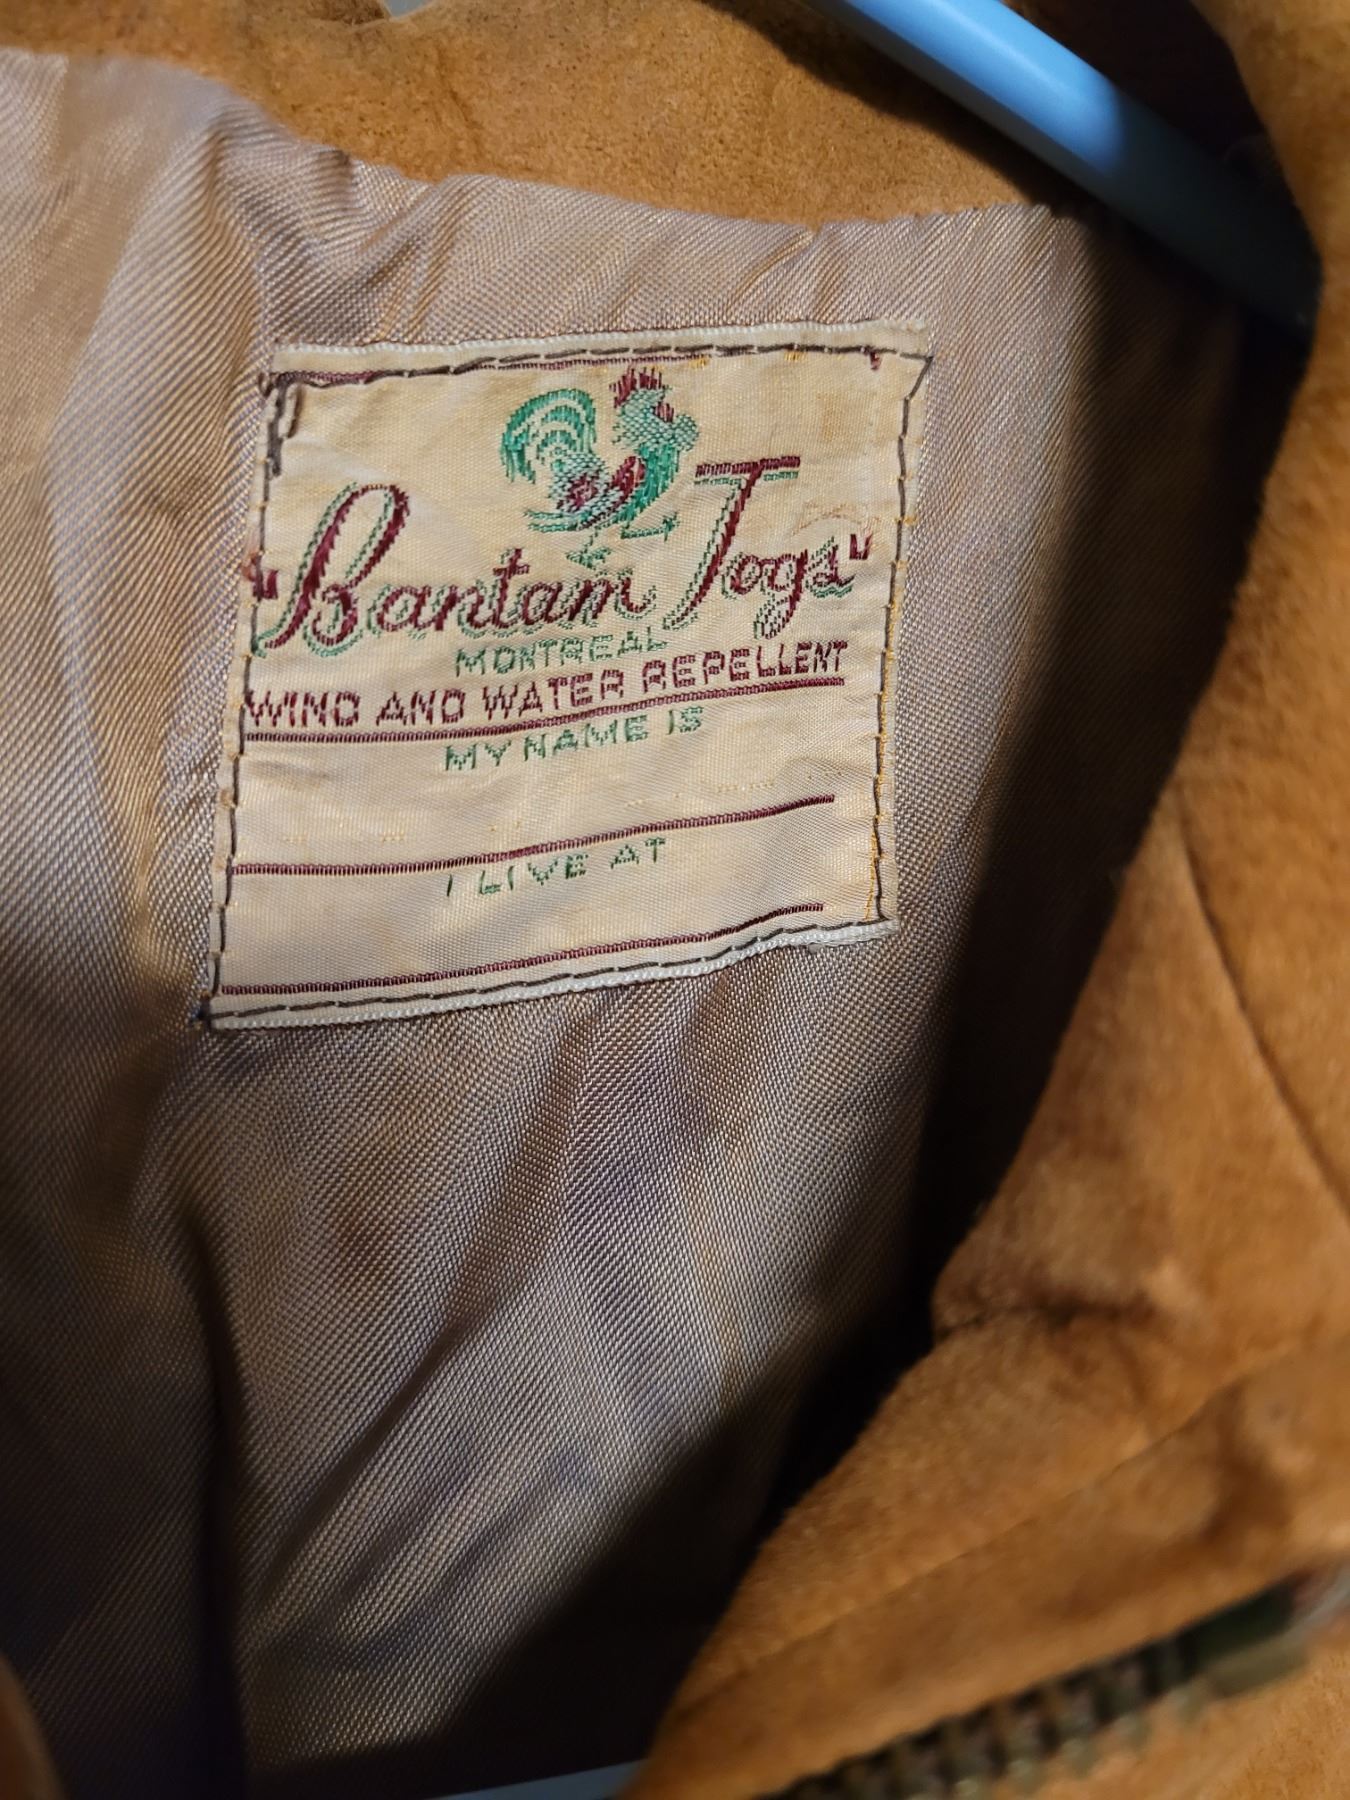 "Bantam Togs"
MONTREAL
WIND AND WATER REPELLENT
MY NAME IS
I LIVE AT